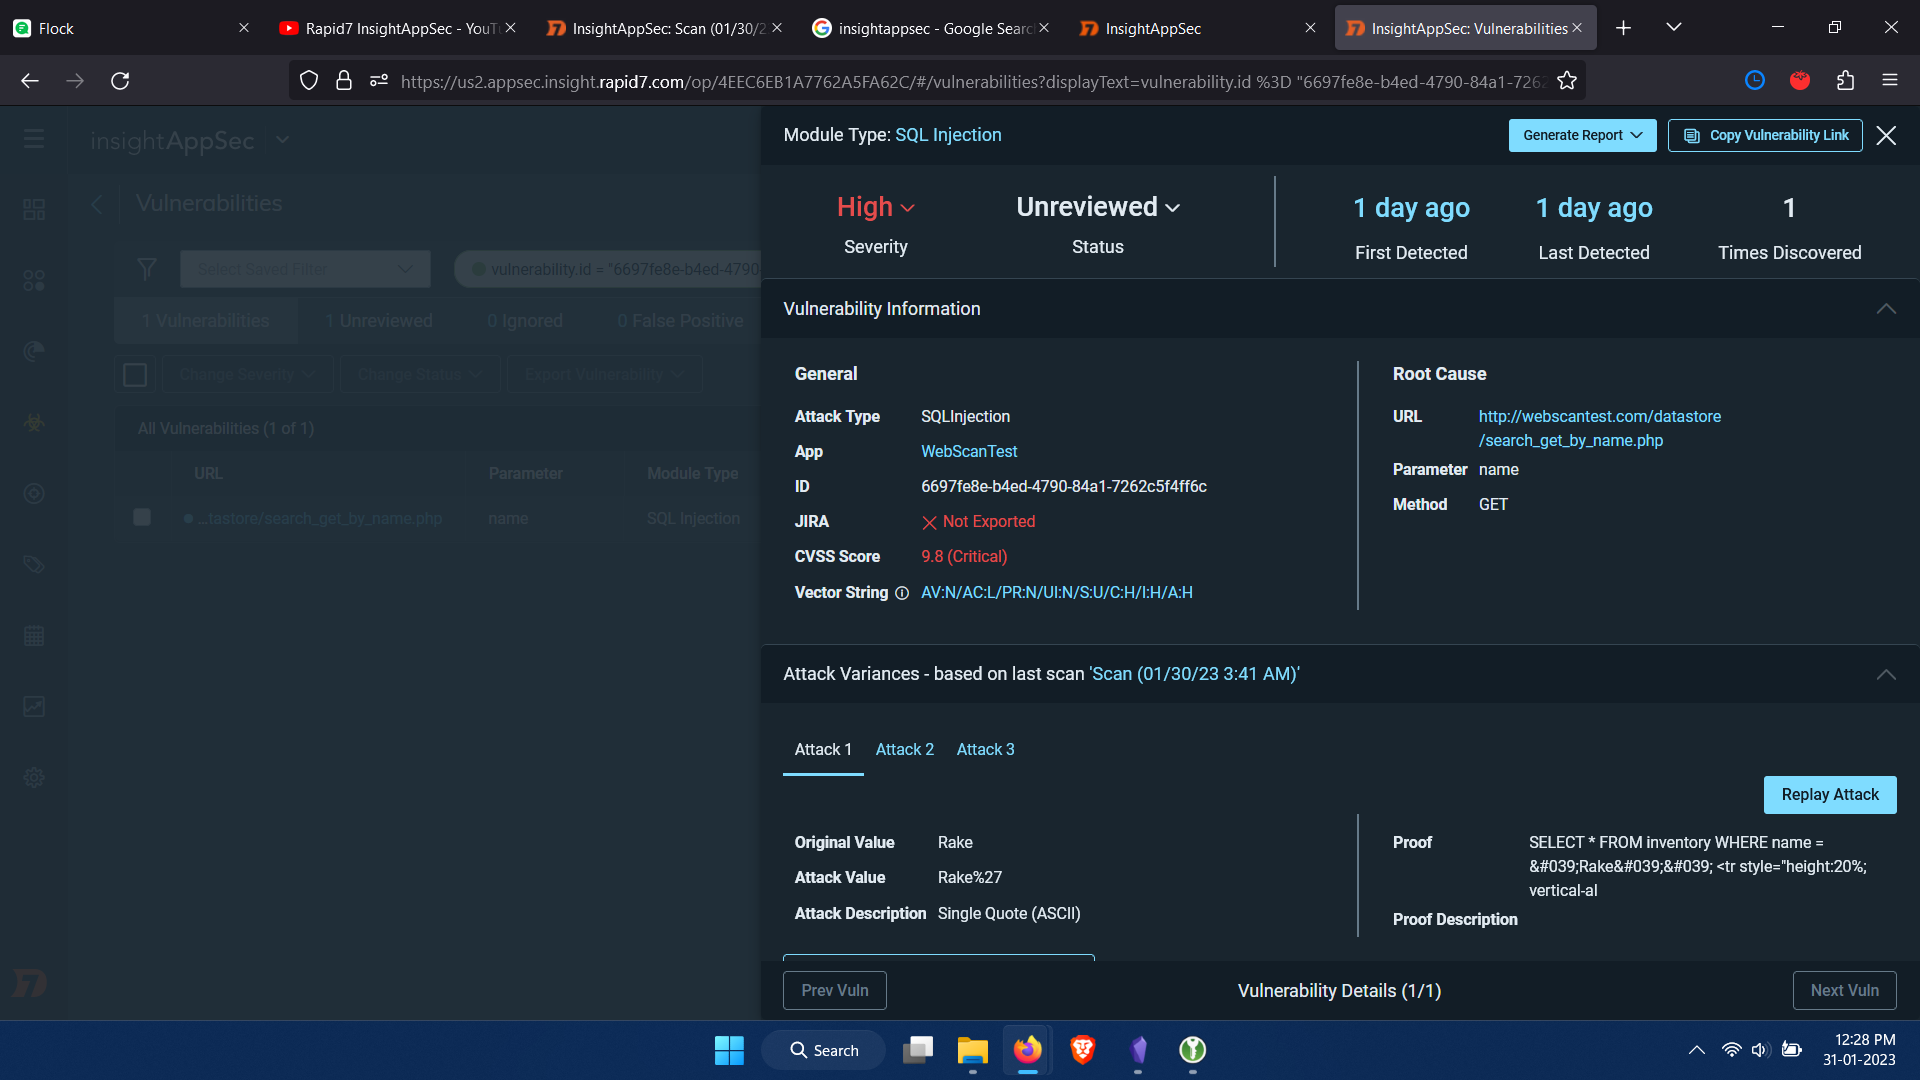 Flock
Rapid7 InsightAppSec - YouTu
InsightAppSec: Scan (01/30/2
insightappsec - Google Searc
InsightAppSec
InsightAppSec: Vulnerabilities
https://us2.appsec.insight.rapid7.com/op/4EEC6EB1A7762A5FA62C/#/vulnerabilities?displayText=vulnerability.id %3D "6697fe8e-b4ed-4790-84a1-7262
insightAppSec
Vulnerabilities
Select Saved Filter
vulnerability.id = "6697fe8e-b4ed-4790
1 Vulnerabilities
1 Unreviewed
0 Ignored
0 False Positive
Change Severity
Change Status
Export Vulnerability
All Vulnerabilities (1 of 1)
URL
Parameter
Module Type
...tastore/search_get_by_name.php
name
SQL Injection
Module Type: SQL Injection
Generate Report
Copy Vulnerability Link
High
Severity
Unreviewed
Status
1 day ago
First Detected
1 day ago
Last Detected
1
Times Discovered
Vulnerability Information
General
Attack Type SQLInjection
App WebScanTest
ID 6697fe8e-b4ed-4790-84a1-7262c5f4ff6c
JIRA Not Exported
CVSS Score 9.8 (Critical)
Vector String AV:N/AC:L/PR:N/UI:N/S:U/C:H/I:H/A:H
Root Cause
URL http://webscantest.com/datastore
/search_get_by_name.php
Parameter name
Method GET
Attack Variances - based on last scan 'Scan (01/30/23 3:41 AM)'
Attack 1
Attack 2
Attack 3
Replay Attack
Original Value Rake
Attack Value Rake%27
Attack Description Single Quote (ASCII)
Proof SELECT * FROM inventory WHERE name =
&#039;Rake&#039;&#039; <tr style="height:20%;
vertical-al
Proof Description
Prev Vuln
Vulnerability Details (1/1)
Next Vuln
Search
12:28 PM
31-01-2023